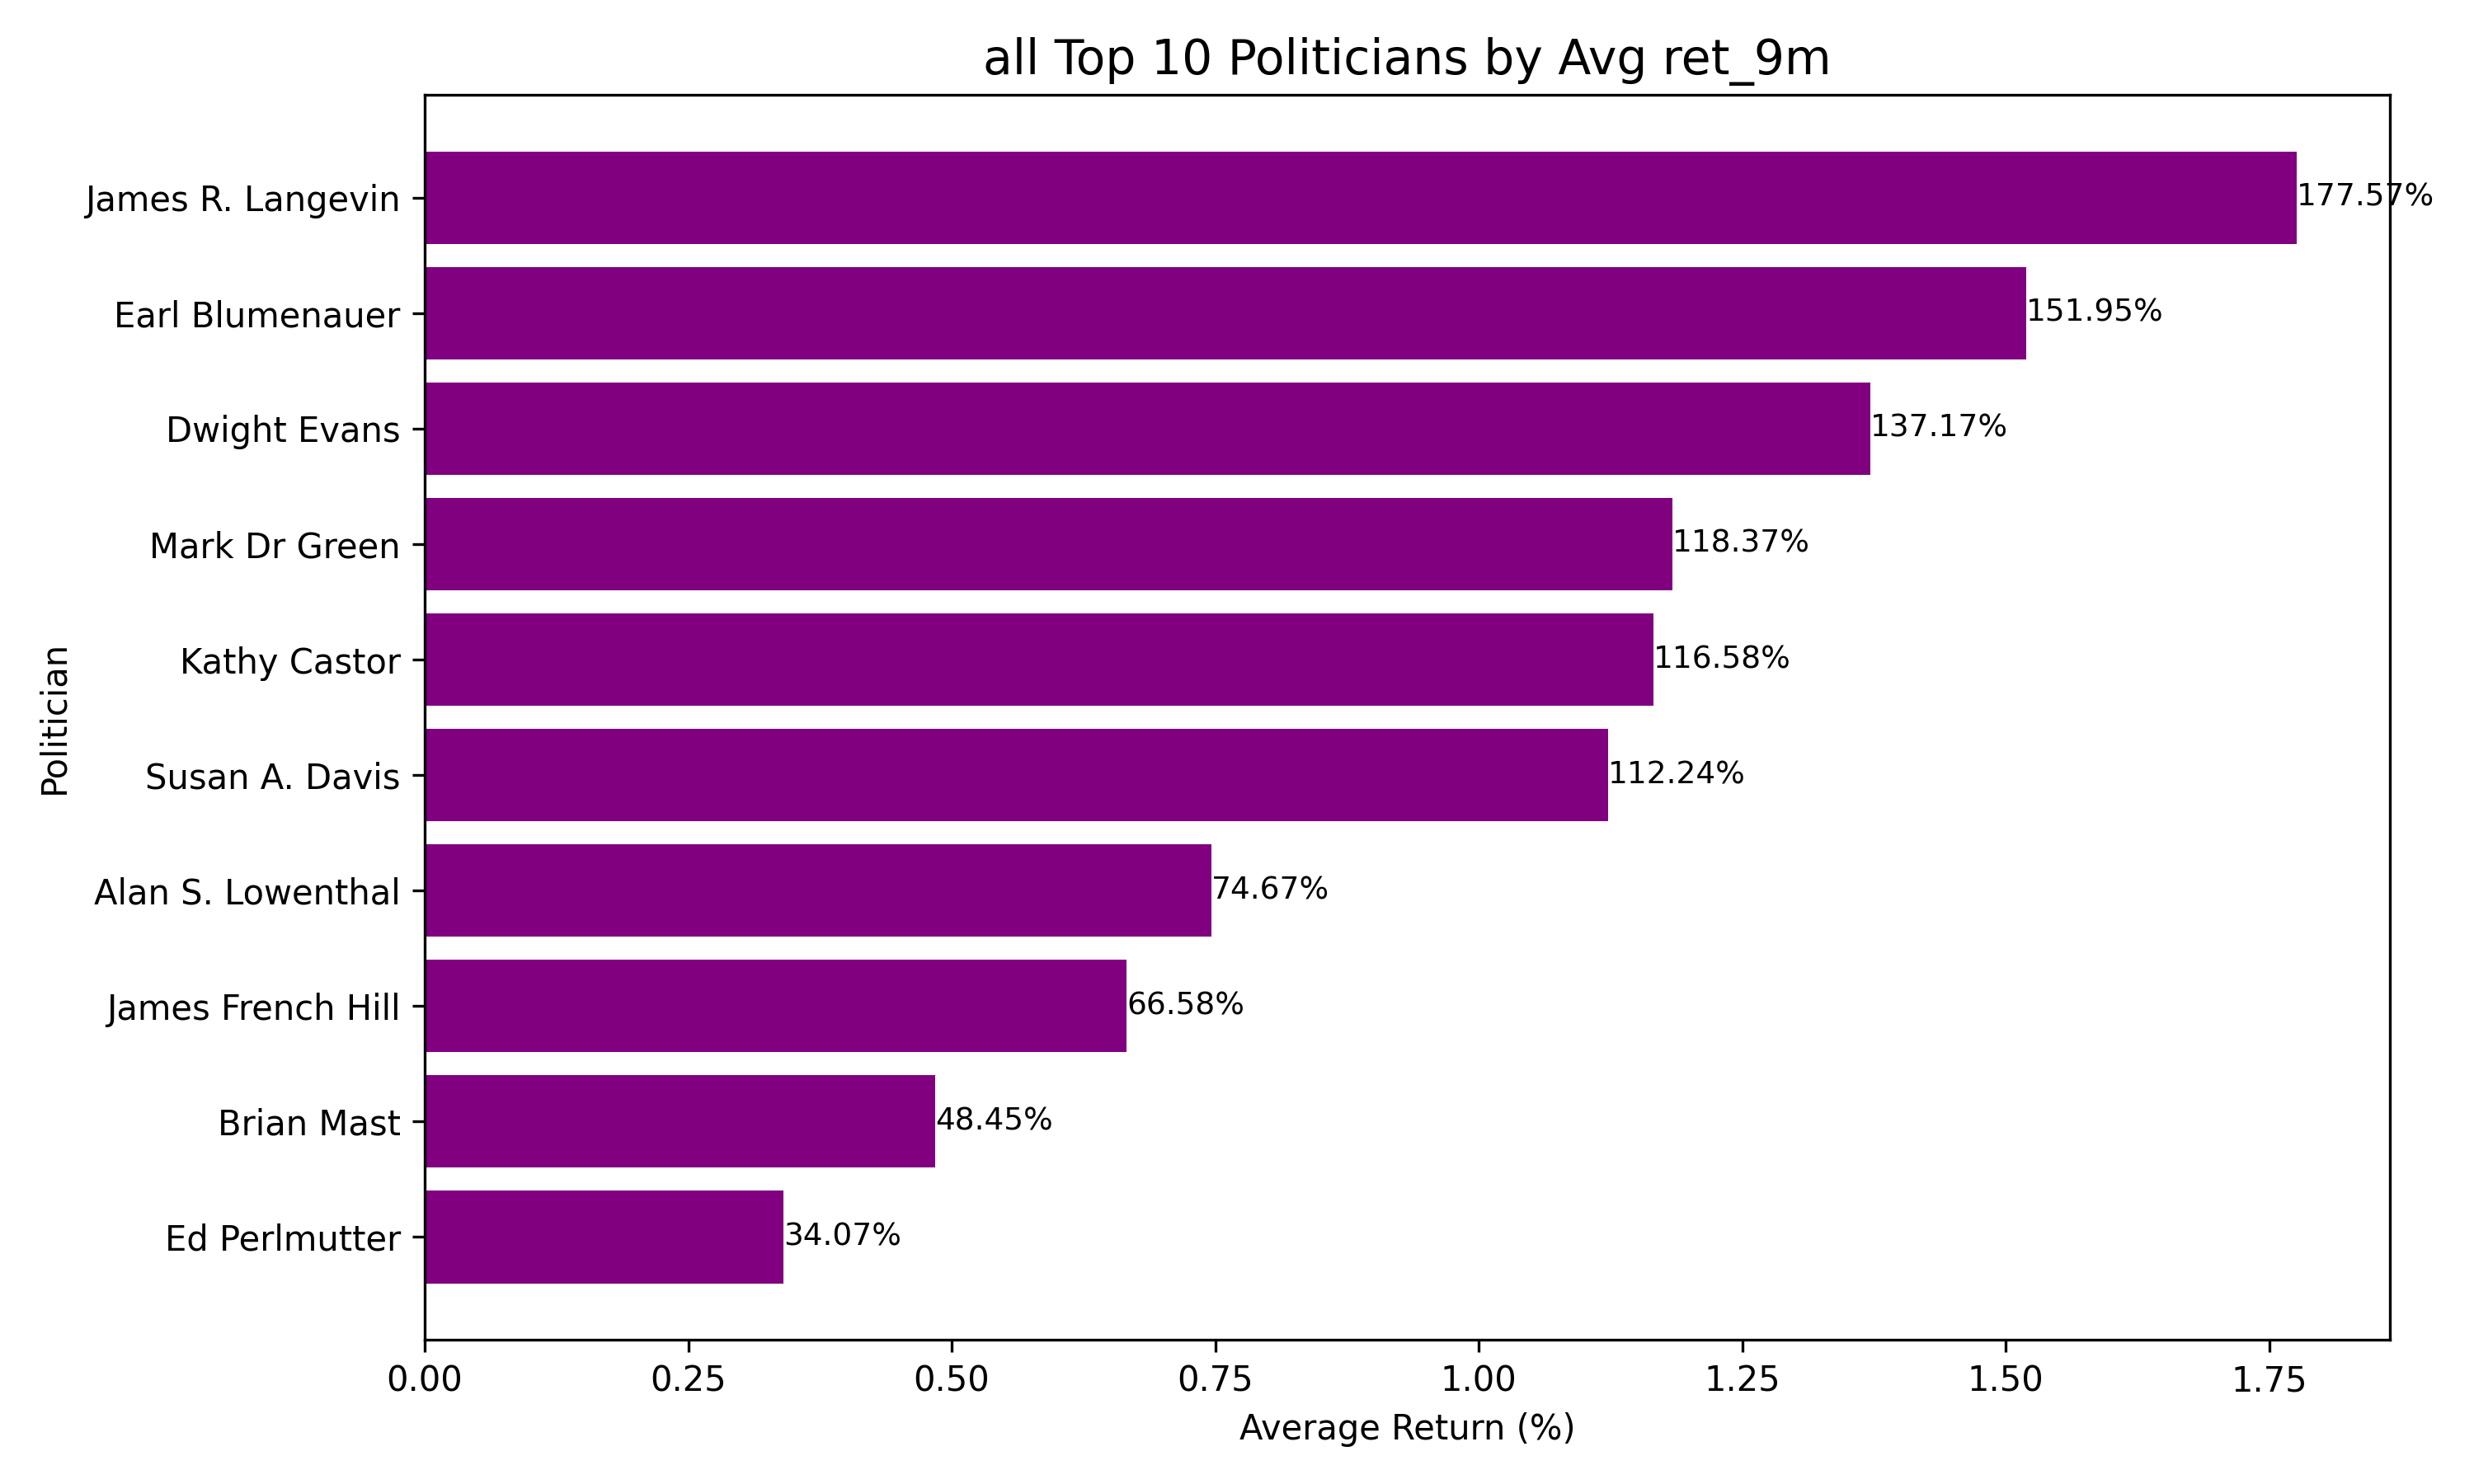 all Top 10 Politicians by Avg ret_9m
James R. Langevin 177.57%
Earl Blumenauer 151.95%
Dwight Evans 137.17%
Mark Dr Green 118.37%
Kathy Castor 116.58%
Susan A. Davis 112.24%
Alan S. Lowenthal 74.67%
James French Hill 66.58%
Brian Mast 48.45%
Ed Perlmutter 34.07%
Politician
0.00 0.25 0.50 0.75 1.00 1.25 1.50 1.75
Average Return (%)